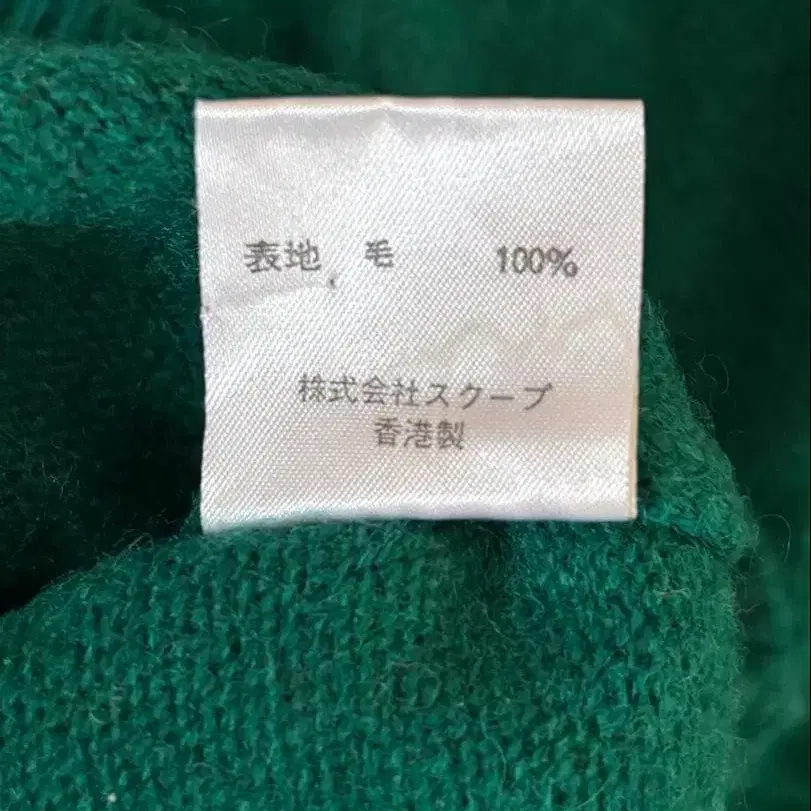 表地 毛 100%
株式会社スクープ
香港製